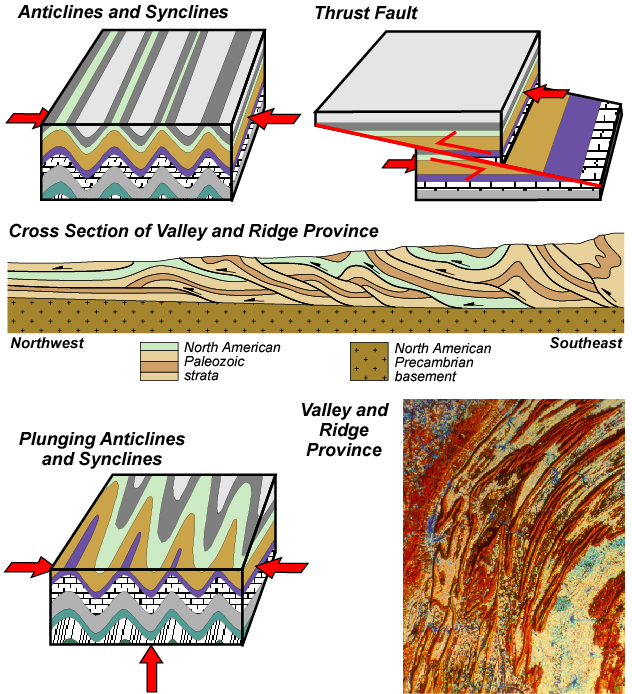 Anticlines and Synclines
Thrust Fault
Cross Section of Valley and Ridge Province
Northwest
North American
Paleozoic
strata
North American
Precambrian
basement
Southeast
Valley and
Ridge
Province
Plunging Anticlines
and Synclines